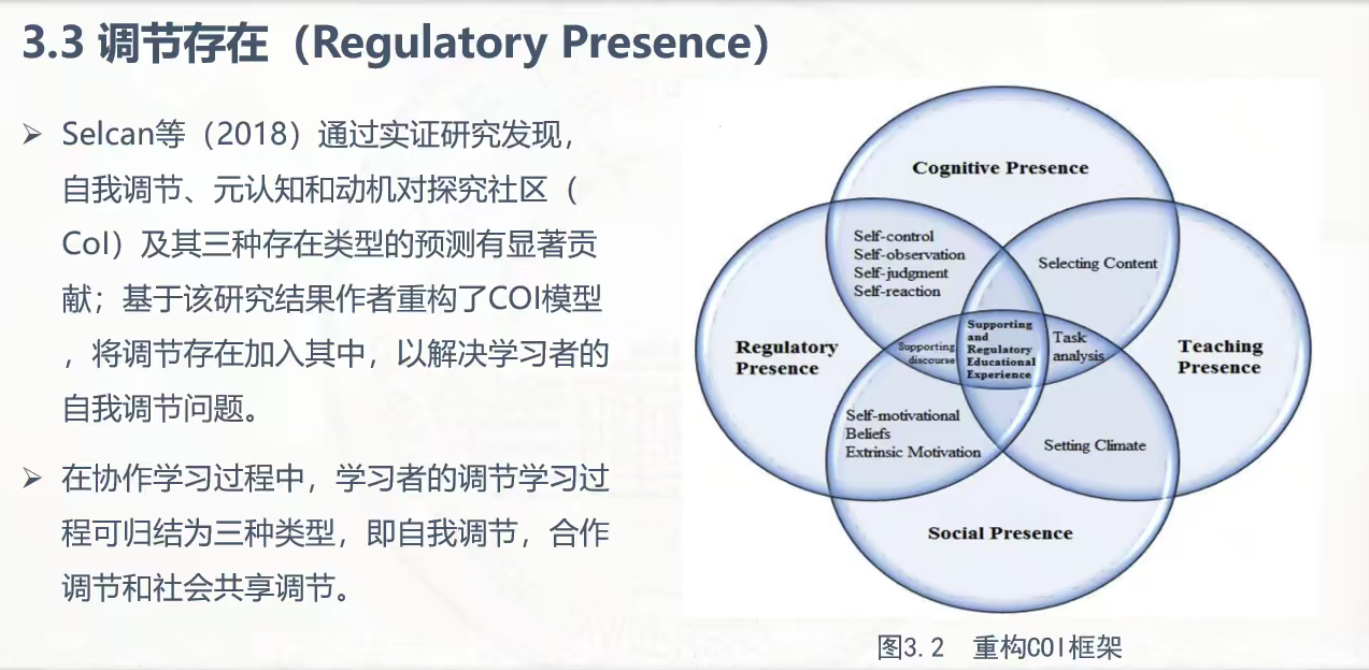 3.3 调节存在（Regulatory Presence）
➢ Selcan等（2018）通过实证研究发现，
自我调节、元认知和动机对探究社区（
CoI）及其三种存在类型的预测有显著贡
献；基于该研究结果作者重构了COI模型
，将调节存在加入其中，以解决学习者的
自我调节问题。
➢ 在协作学习过程中，学习者的调节学习过
程可归结为三种类型，即自我调节，合作
调节和社会共享调节。
Cognitive Presence
Self-control
Self-observation
Self-judgment
Self-reaction
Selecting Content
Regulatory
Presence
Supporting
discourse
Supporting
and
Regulatory
Educational
Experience
Task
analysis
Teaching
Presence
Self-motivational
Beliefs
Extrinsic Motivation
Setting Climate
Social Presence
图3.2 重构COI框架